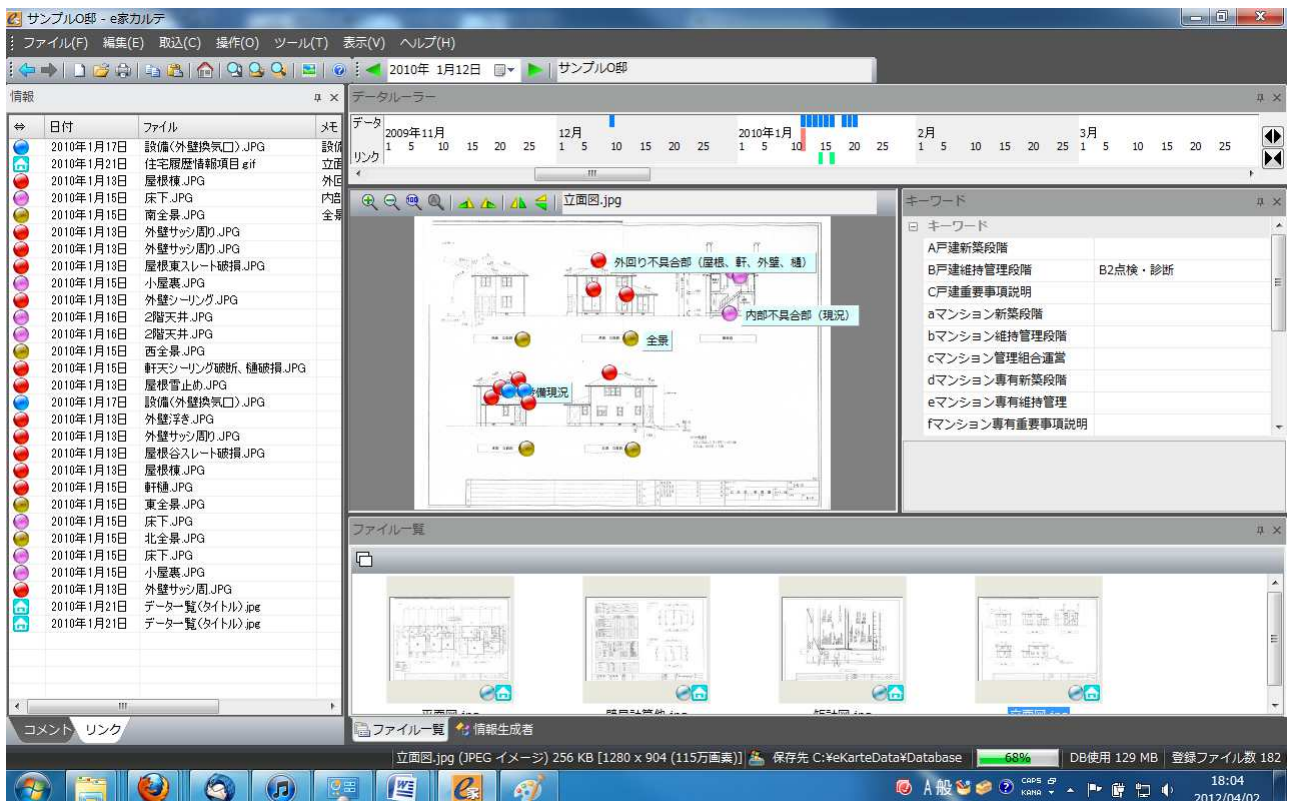 サンプルO邸 - e家カルテ
ファイル(F) 編集(E) 取込(C) 操作(O) ツール(T) 表示(V) ヘルプ(H)
2010年 1月12日 サンプルO邸
情報
⇔ 日付 ファイル メモ
2010年1月17日 設備(外壁換気口).JPG 設備
2010年1月21日 住宅履歴情報項目.gif 立面
2010年1月13日 屋根棟.JPG 外回
2010年1月15日 床下.JPG 内部
2010年1月15日 南全景.JPG 全景
2010年1月13日 外壁サッシ周り.JPG
2010年1月13日 外壁サッシ周り.JPG
2010年1月13日 屋根東スレート破損.JPG
2010年1月15日 小屋裏.JPG
2010年1月13日 外壁シーリング.JPG
2010年1月16日 2階天井.JPG
2010年1月16日 2階天井.JPG
2010年1月15日 西全景.JPG
2010年1月15日 軒天シーリング破断、樋破損.JPG
2010年1月13日 屋根雪止め.JPG
2010年1月17日 設備(外壁換気口).JPG
2010年1月13日 外壁浮き.JPG
2010年1月13日 外壁サッシ周り.JPG
2010年1月13日 屋根谷スレート破損.JPG
2010年1月13日 屋根棟.JPG
2010年1月15日 軒樋.JPG
2010年1月15日 東全景.JPG
2010年1月15日 床下.JPG
2010年1月15日 北全景.JPG
2010年1月15日 床下.JPG
2010年1月15日 小屋裏.JPG
2010年1月13日 外壁サッシ周.JPG
2010年1月21日 データ一覧(タイトル).jpg
2010年1月21日 データ一覧(タイトル).jpg
コメント リンク
データルーラー
データ
2009年11月 12月 2010年1月 2月 3月
1 5 10 15 20 25 1 5 10 15 20 25 1 5 10 15 20 25 1 5 10 15 20 25 1 5 10 15 20 25
リンク
立面図.jpg
外回り不具合部（屋根、軒、外壁、樋）
内部不具合部（現況）
全景
備現況
キーワード
キーワード
A戸建新築段階
B戸建維持管理段階 B2点検・診断
C戸建重要事項説明
aマンション新築段階
bマンション維持管理段階
cマンション管理組合運営
dマンション専有新築段階
eマンション専有維持管理
fマンション専有重要事項説明
ファイル一覧
平面図.jpg 壁量計算他.jpg 矩計図.jpg 立面図.jpg
ファイル一覧 情報生成者
立面図.jpg (JPEG イメージ) 256 KB [1280 x 904 (115万画素)] 保存先 C:¥eKarteData¥Database 68% DB使用 129 MB 登録ファイル数 182
A 般 CAPS KANA 18:04
2012/04/02